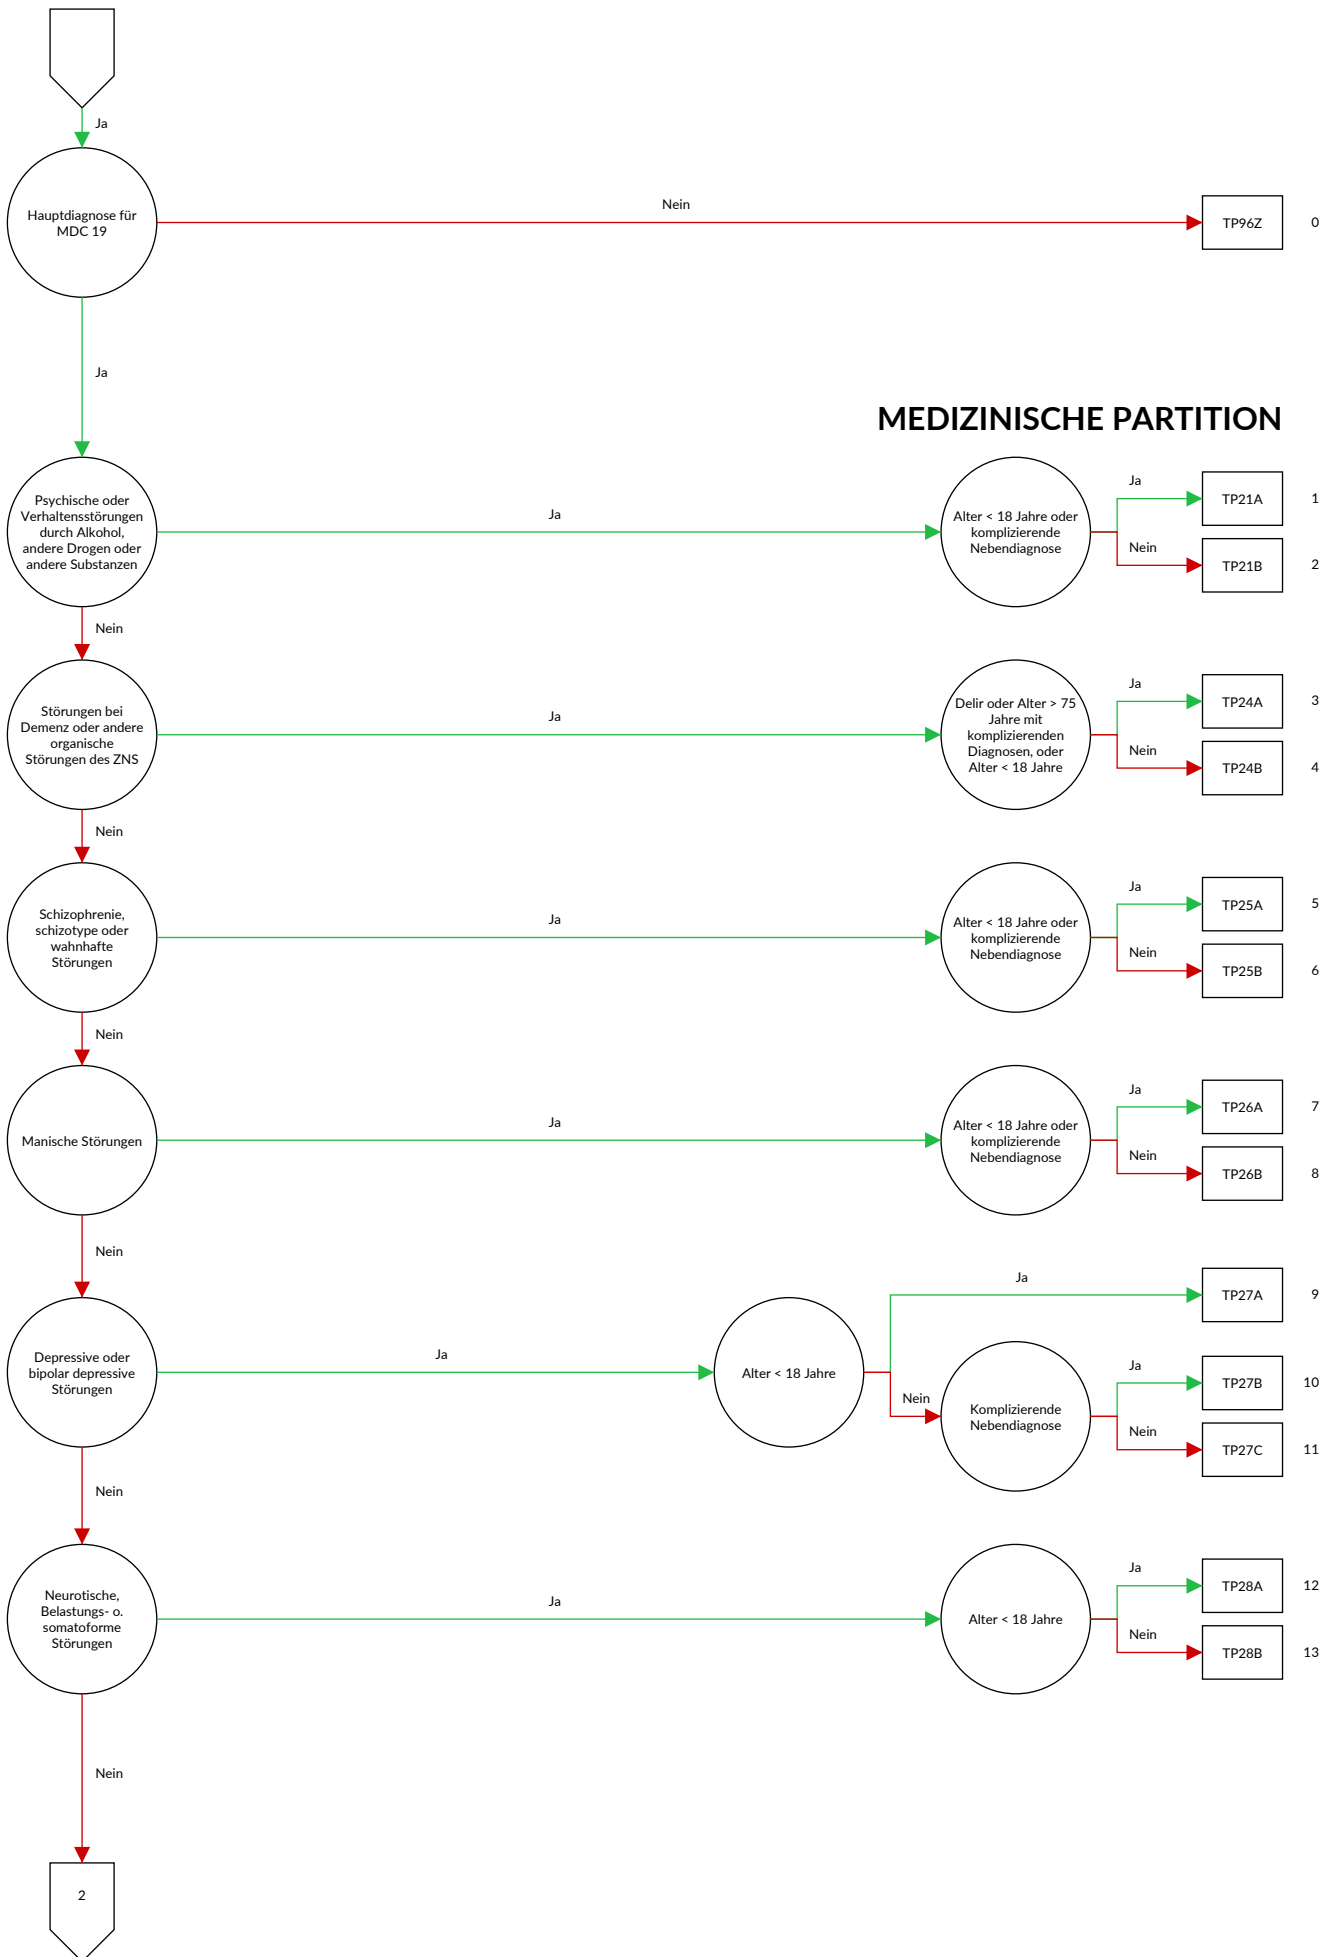 Ja
Hauptdiagnose für
MDC 19
Nein
TP96Z
0
Ja
MEDIZINISCHE PARTITION
Psychische oder
Verhaltensstörungen
durch Alkohol,
andere Drogen oder
andere Substanzen
Ja
Alter < 18 Jahre oder
komplizierende
Nebendiagnose
Ja
TP21A
1
Nein
TP21B
2
Nein
Störungen bei
Demenz oder andere
organische
Störungen des ZNS
Ja
Delir oder Alter > 75
Jahre mit
komplizierenden
Diagnosen, oder
Alter < 18 Jahre
Ja
TP24A
3
Nein
TP24B
4
Nein
Schizophrenie,
schizotype oder
wahnhafte
Störungen
Ja
Alter < 18 Jahre oder
komplizierende
Nebendiagnose
Ja
TP25A
5
Nein
TP25B
6
Nein
Manische Störungen
Ja
Alter < 18 Jahre oder
komplizierende
Nebendiagnose
Ja
TP26A
7
Nein
TP26B
8
Nein
Depressive oder
bipolar depressive
Störungen
Ja
Alter < 18 Jahre
Ja
TP27A
9
Nein
Komplizierende
Nebendiagnose
Ja
TP27B
10
Nein
TP27C
11
Nein
Neurotische,
Belastungs- o.
somatoforme
Störungen
Ja
Alter < 18 Jahre
Ja
TP28A
12
Nein
TP28B
13
Nein
2